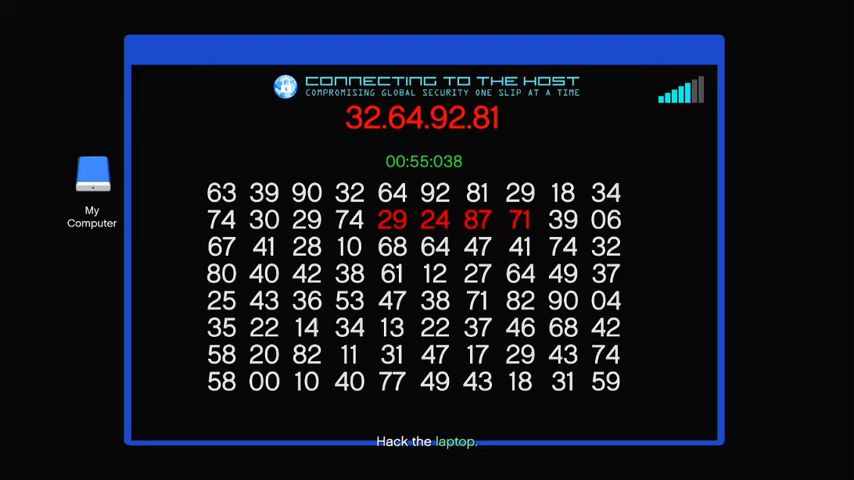 CONNECTING TO THE HOST
COMPROMISING GLOBAL SECURITY ONE SLIP AT A TIME
32.64.92.81
00:55:038
63 39 90 32 64 92 81 29 18 34
74 30 29 74 29 24 87 71 39 06
67 41 28 10 68 64 47 41 74 32
80 40 42 38 61 12 27 64 49 37
25 43 36 53 47 38 71 82 90 04
35 22 14 34 13 22 37 46 68 42
58 20 82 11 31 47 17 29 43 74
58 00 10 40 77 49 43 18 31 59
My
Computer
Hack the laptop.